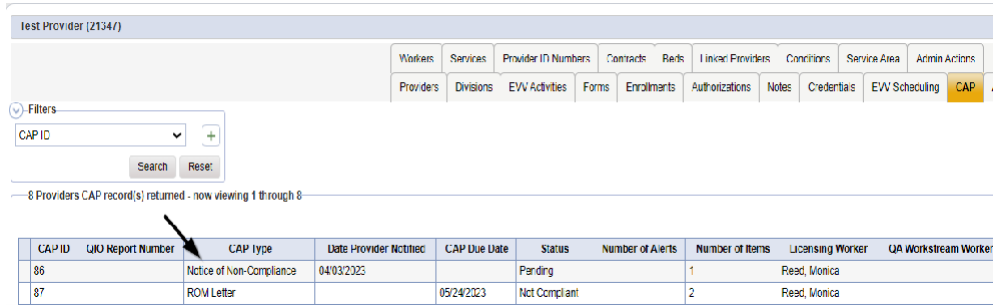 Test Provider (21347)
Workers Services Provider ID Numbers Contracts Beds Linked Providers Conditions Service Area Admin Actions
Providers Divisions EVV Activities Forms Enrollments Authorizations Notes Credentials EVV Scheduling CAP
Filters
CAP ID
Search Reset
8 Providers CAP record(s) returned - now viewing 1 through 8
CAP ID QIO Report Number CAP Type Date Provider Notified CAP Due Date Status Number of Alerts Number of Items Licensing Worker QA Workstream Worker
86 Notice of Non-Compliance 04/03/2023 Pending 1 Reed, Monica
87 ROM Letter 05/24/2023 Not Compliant 2 Reed, Monica